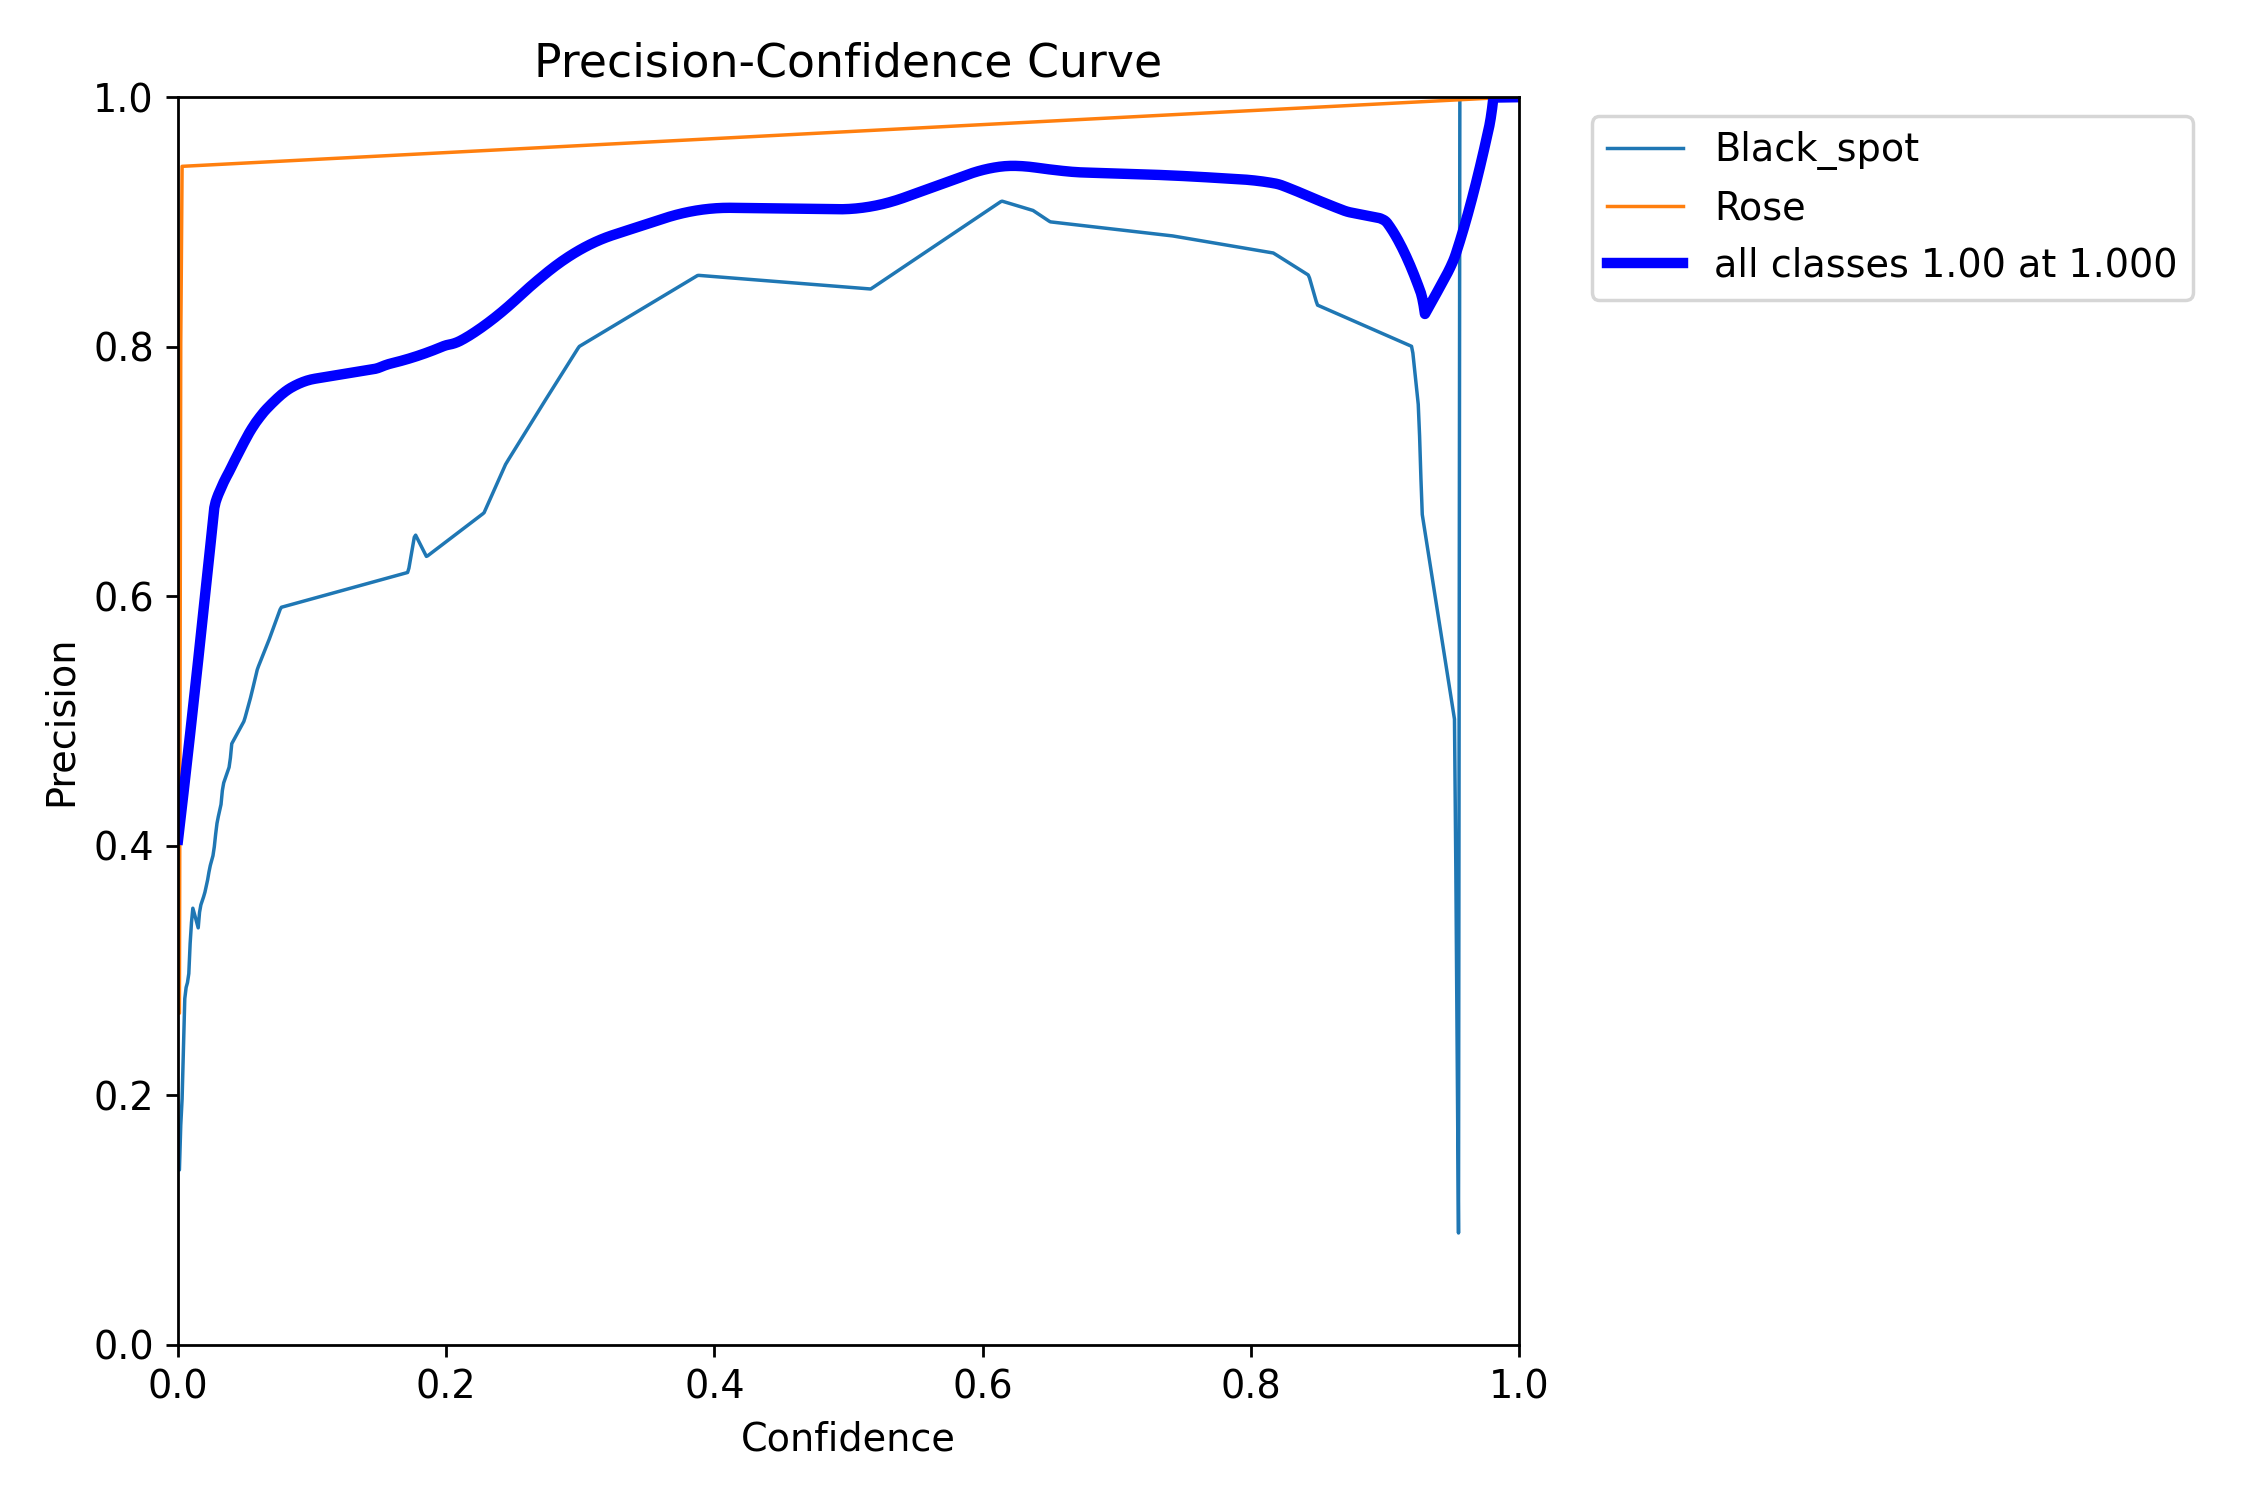 Precision-Confidence Curve
1.0
0.8
0.6
0.4
0.2
0.0
Precision
0.0 0.2 0.4 0.6 0.8 1.0
Confidence
Black_spot
Rose
all classes 1.00 at 1.000